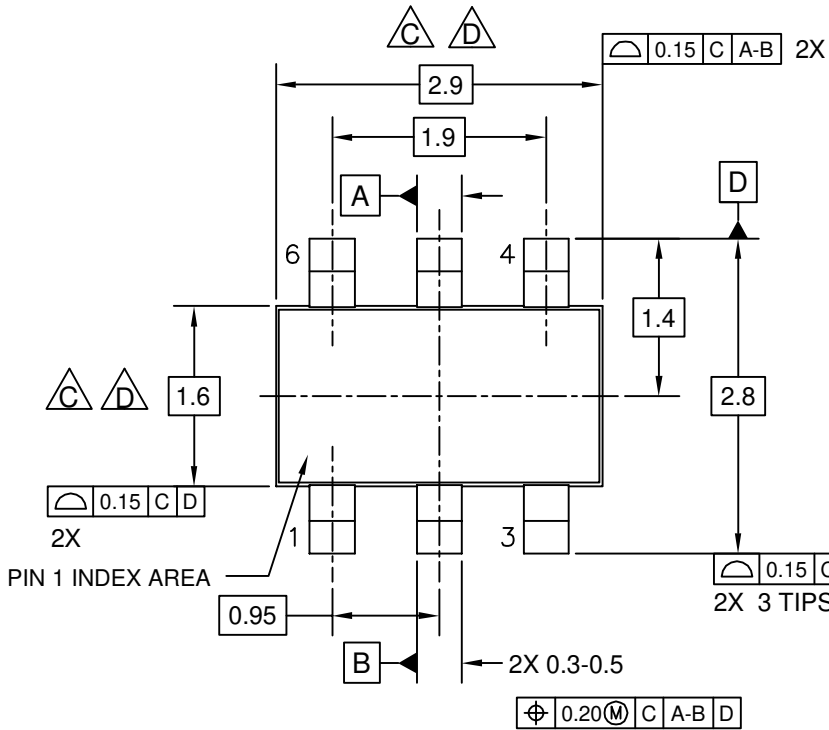 C D
⌓ 0.15 C A-B 2X
2.9
1.9
A
D
6
4
1.4
C D
1.6
2.8
⌓ 0.15 C D
2X
1
3
PIN 1 INDEX AREA
⌓ 0.15
2X 3 TIPS
0.95
B
2X 0.3-0.5
⌖ 0.20Ⓜ C A-B D